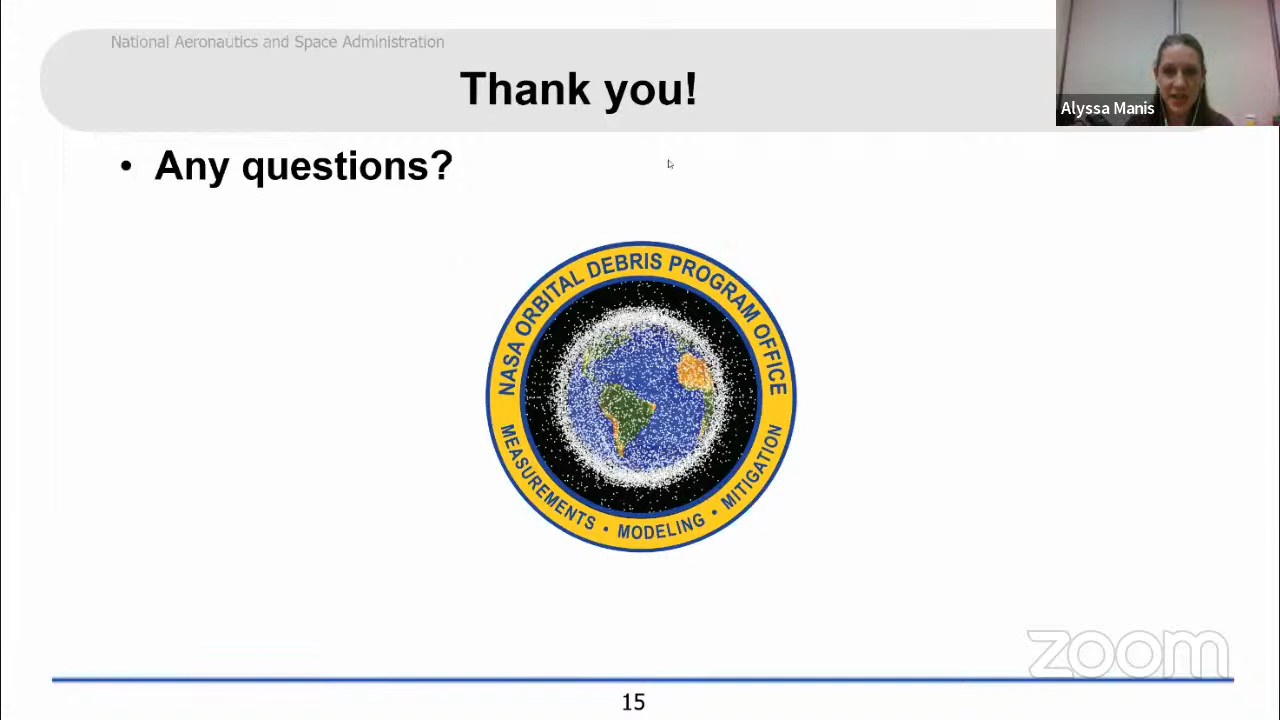 National Aeronautics and Space Administration
Thank you!
Alyssa Manis
• Any questions?
NASA ORBITAL DEBRIS PROGRAM OFFICE
MEASUREMENTS • MODELING • MITIGATION
zoom
15